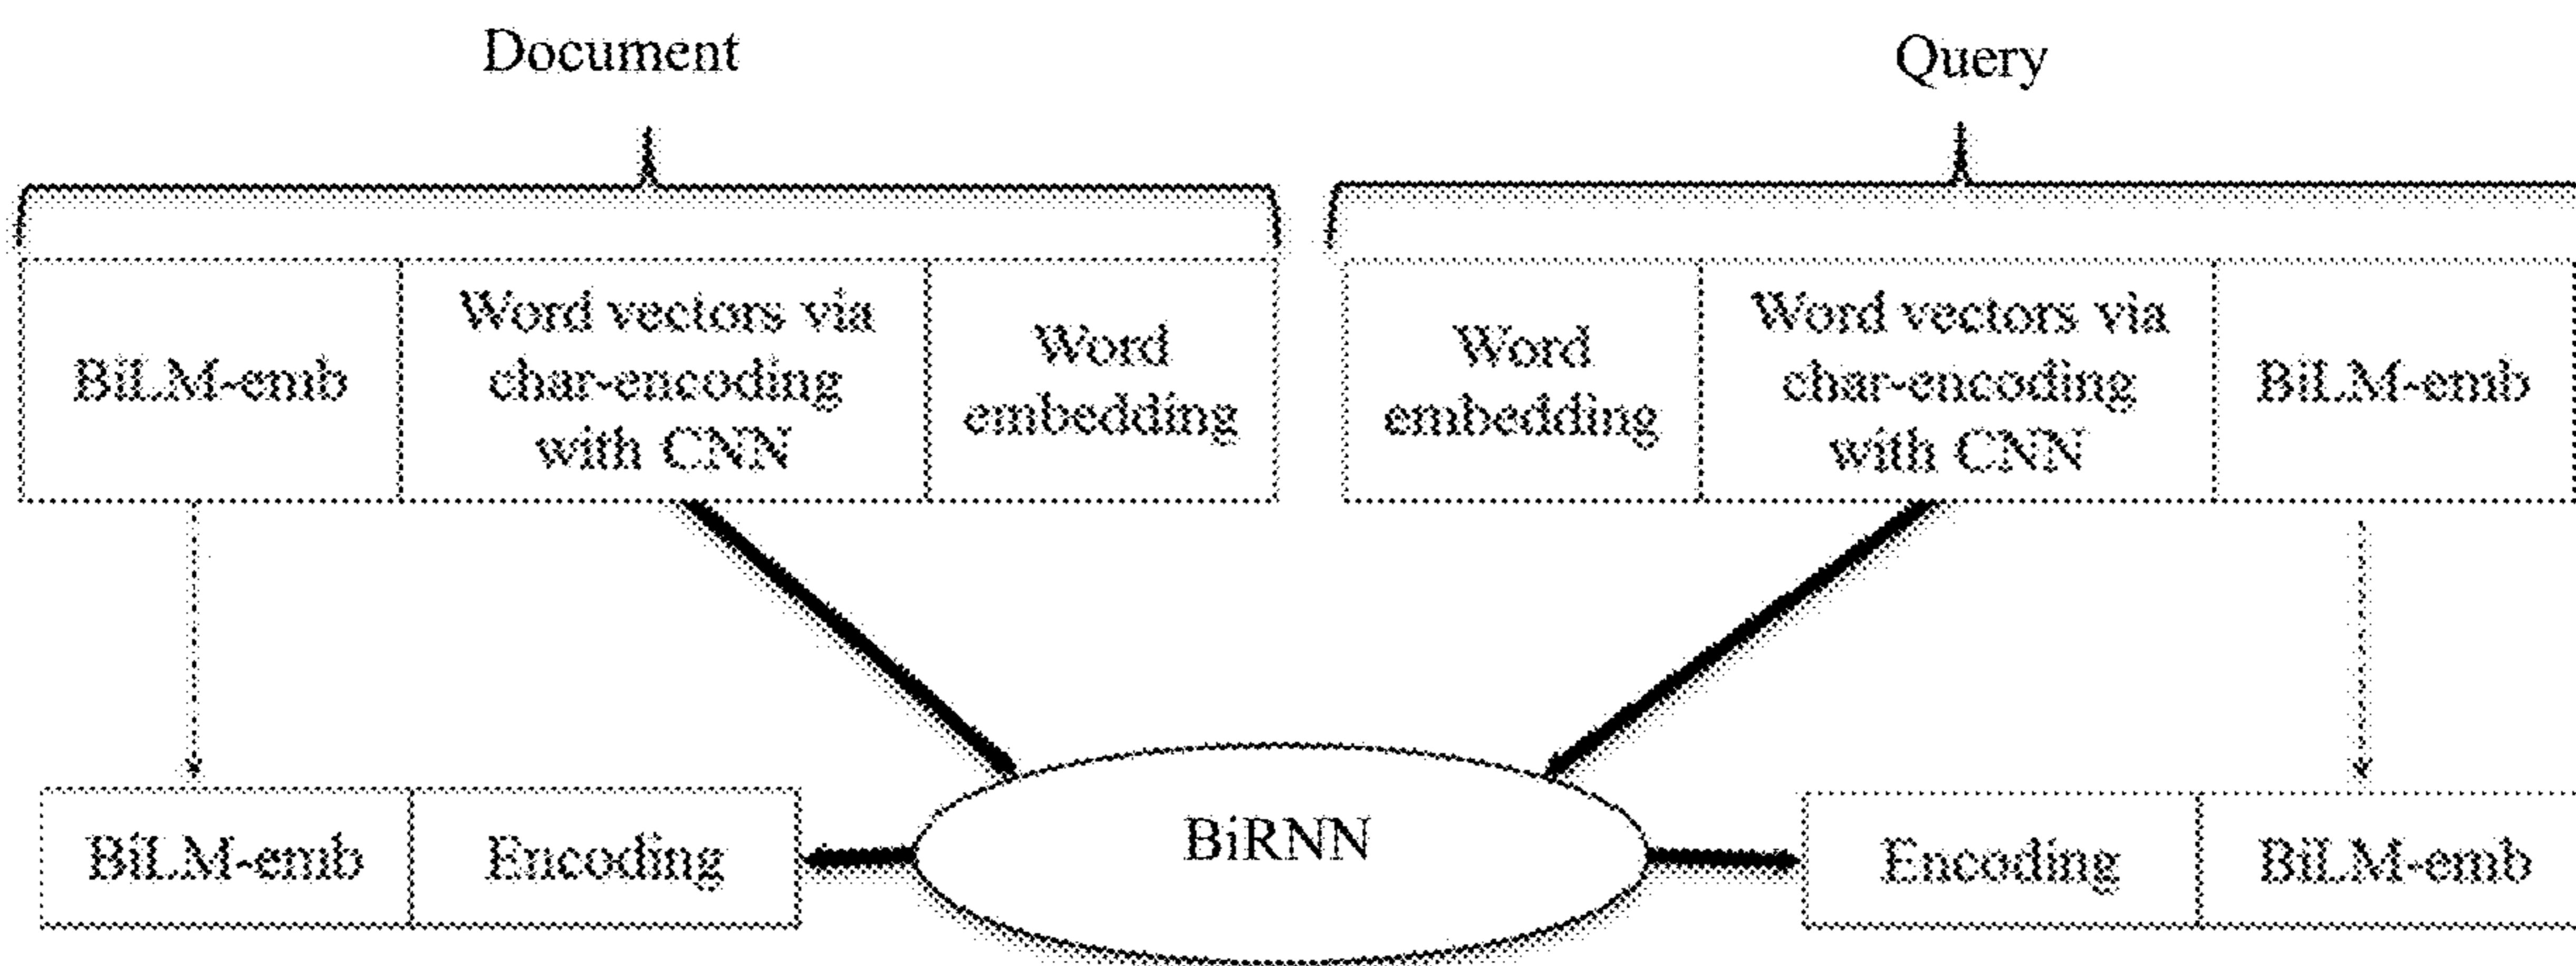 Document
Query
BiLM-emb
Word vectors via
char-encoding
with CNN
Word
embedding
Word
embedding
Word vectors via
char-encoding
with CNN
BiLM-emb
BiLM-emb
Encoding
BiRNN
Encoding
BiLM-emb